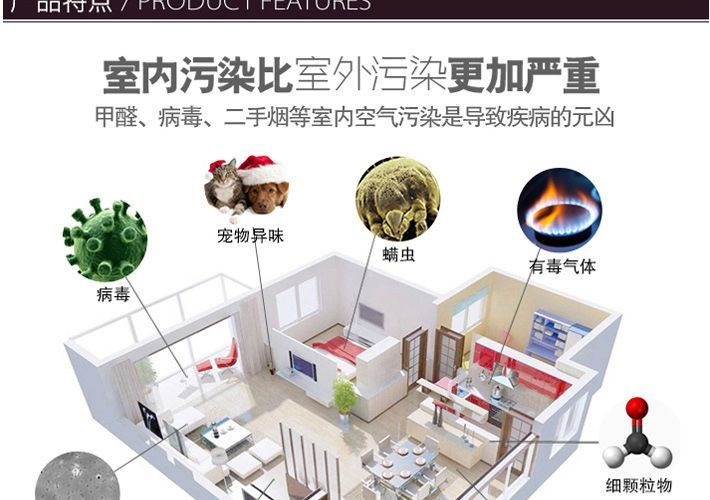 产品特点 / PRODUCT FEATURES
室内污染比室外污染更加严重
甲醛、病毒、二手烟等室内空气污染是导致疾病的元凶
宠物异味
螨虫
有毒气体
病毒
细颗粒物